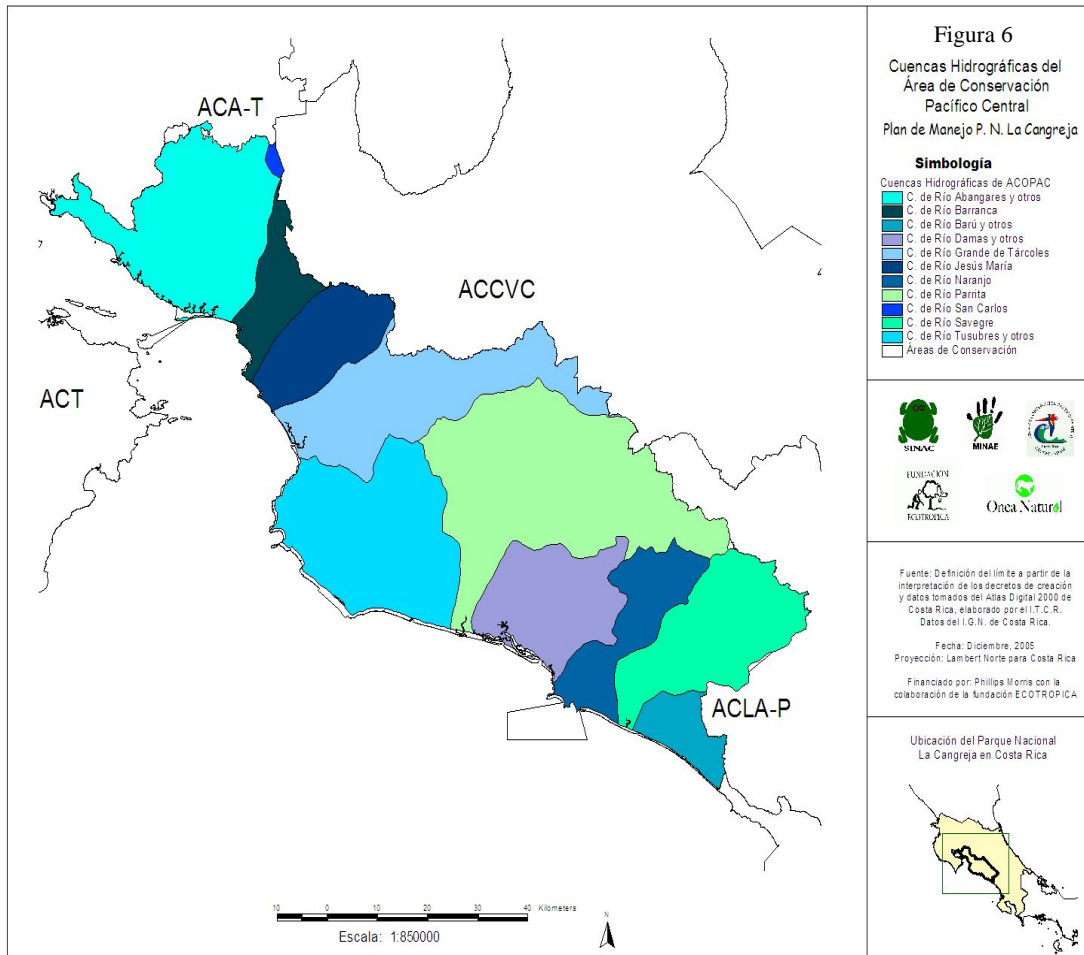 Figura 6
Cuencas Hidrográficas del
Área de Conservación
Pacífico Central
Plan de Manejo P. N. La Cangreja
Simbología
Cuencas Hidrográficas de ACOPAC
C. de Río Abangares y otros
C. de Río Barranca
C. de Río Barú y otros
C. de Río Damas y otros
C. de Río Grande de Tárcoles
C. de Río Jesús María
C. de Río Naranjo
C. de Río Parrita
C. de Río San Carlos
C. de Río Savegre
C. de Río Tusubres y otros
Áreas de Conservación
ACA-T
ACCVC
ACT
ACLA-P
SINAC
MINAE
FUNDACIÓN
ECOTROPICA
Onca Natural
Fuente: Definición del límite a partir de la
interpretación de los decretos de creación
y datos tomados del Atlas Digital 2000 de
Costa Rica, elaborado por el I.T.C.R.
Datos del I.G.N. de Costa Rica.
Fecha: Diciembre, 2005
Proyección: Lambert Norte para Costa Rica
Financiado por: Phillips Morris con la
colaboración de la fundación ECOTROPICA
Ubicación del Parque Nacional
La Cangreja en Costa Rica
10 0 10 20 30 40 Kilometers
Escala: 1:850000
N